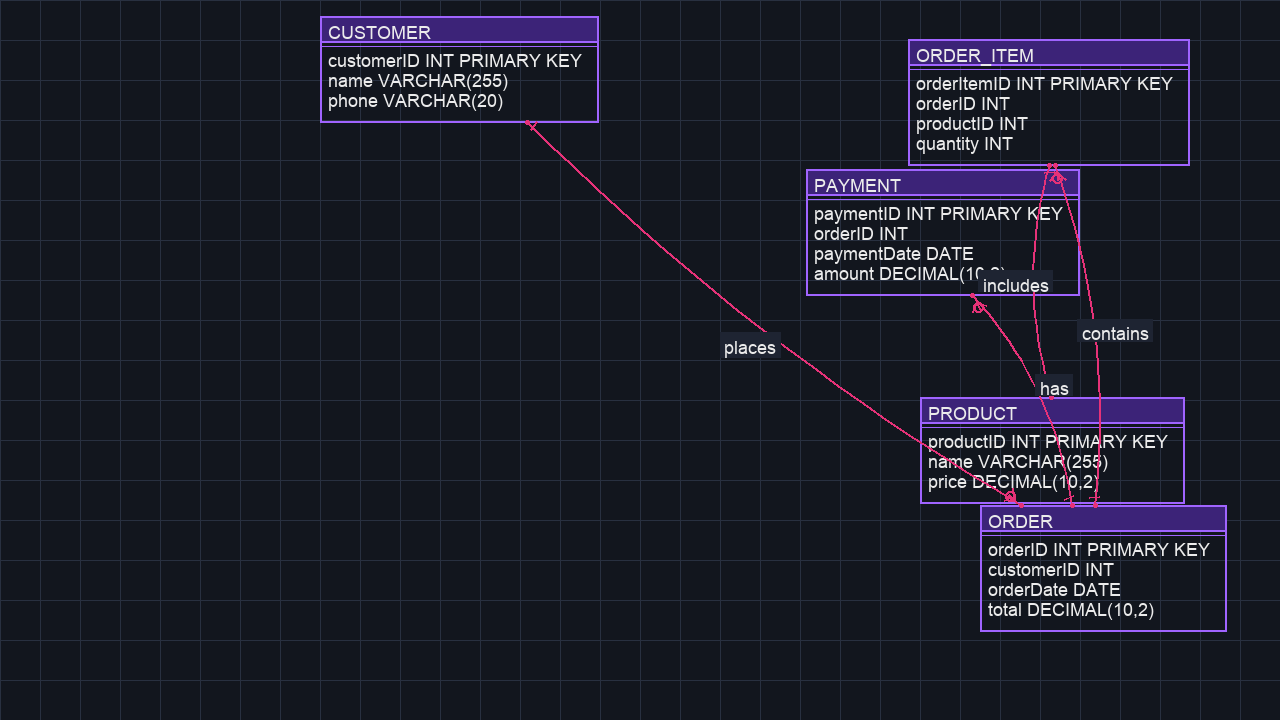 CUSTOMER
customerID INT PRIMARY KEY
name VARCHAR(255)
phone VARCHAR(20)
ORDER_ITEM
orderItemID INT PRIMARY KEY
orderID INT
productID INT
quantity INT
PAYMENT
paymentID INT PRIMARY KEY
orderID INT
paymentDate DATE
amount DECIMAL(10,2)
includes
contains
places
has
PRODUCT
productID INT PRIMARY KEY
name VARCHAR(255)
price DECIMAL(10,2)
ORDER
orderID INT PRIMARY KEY
customerID INT
orderDate DATE
total DECIMAL(10,2)